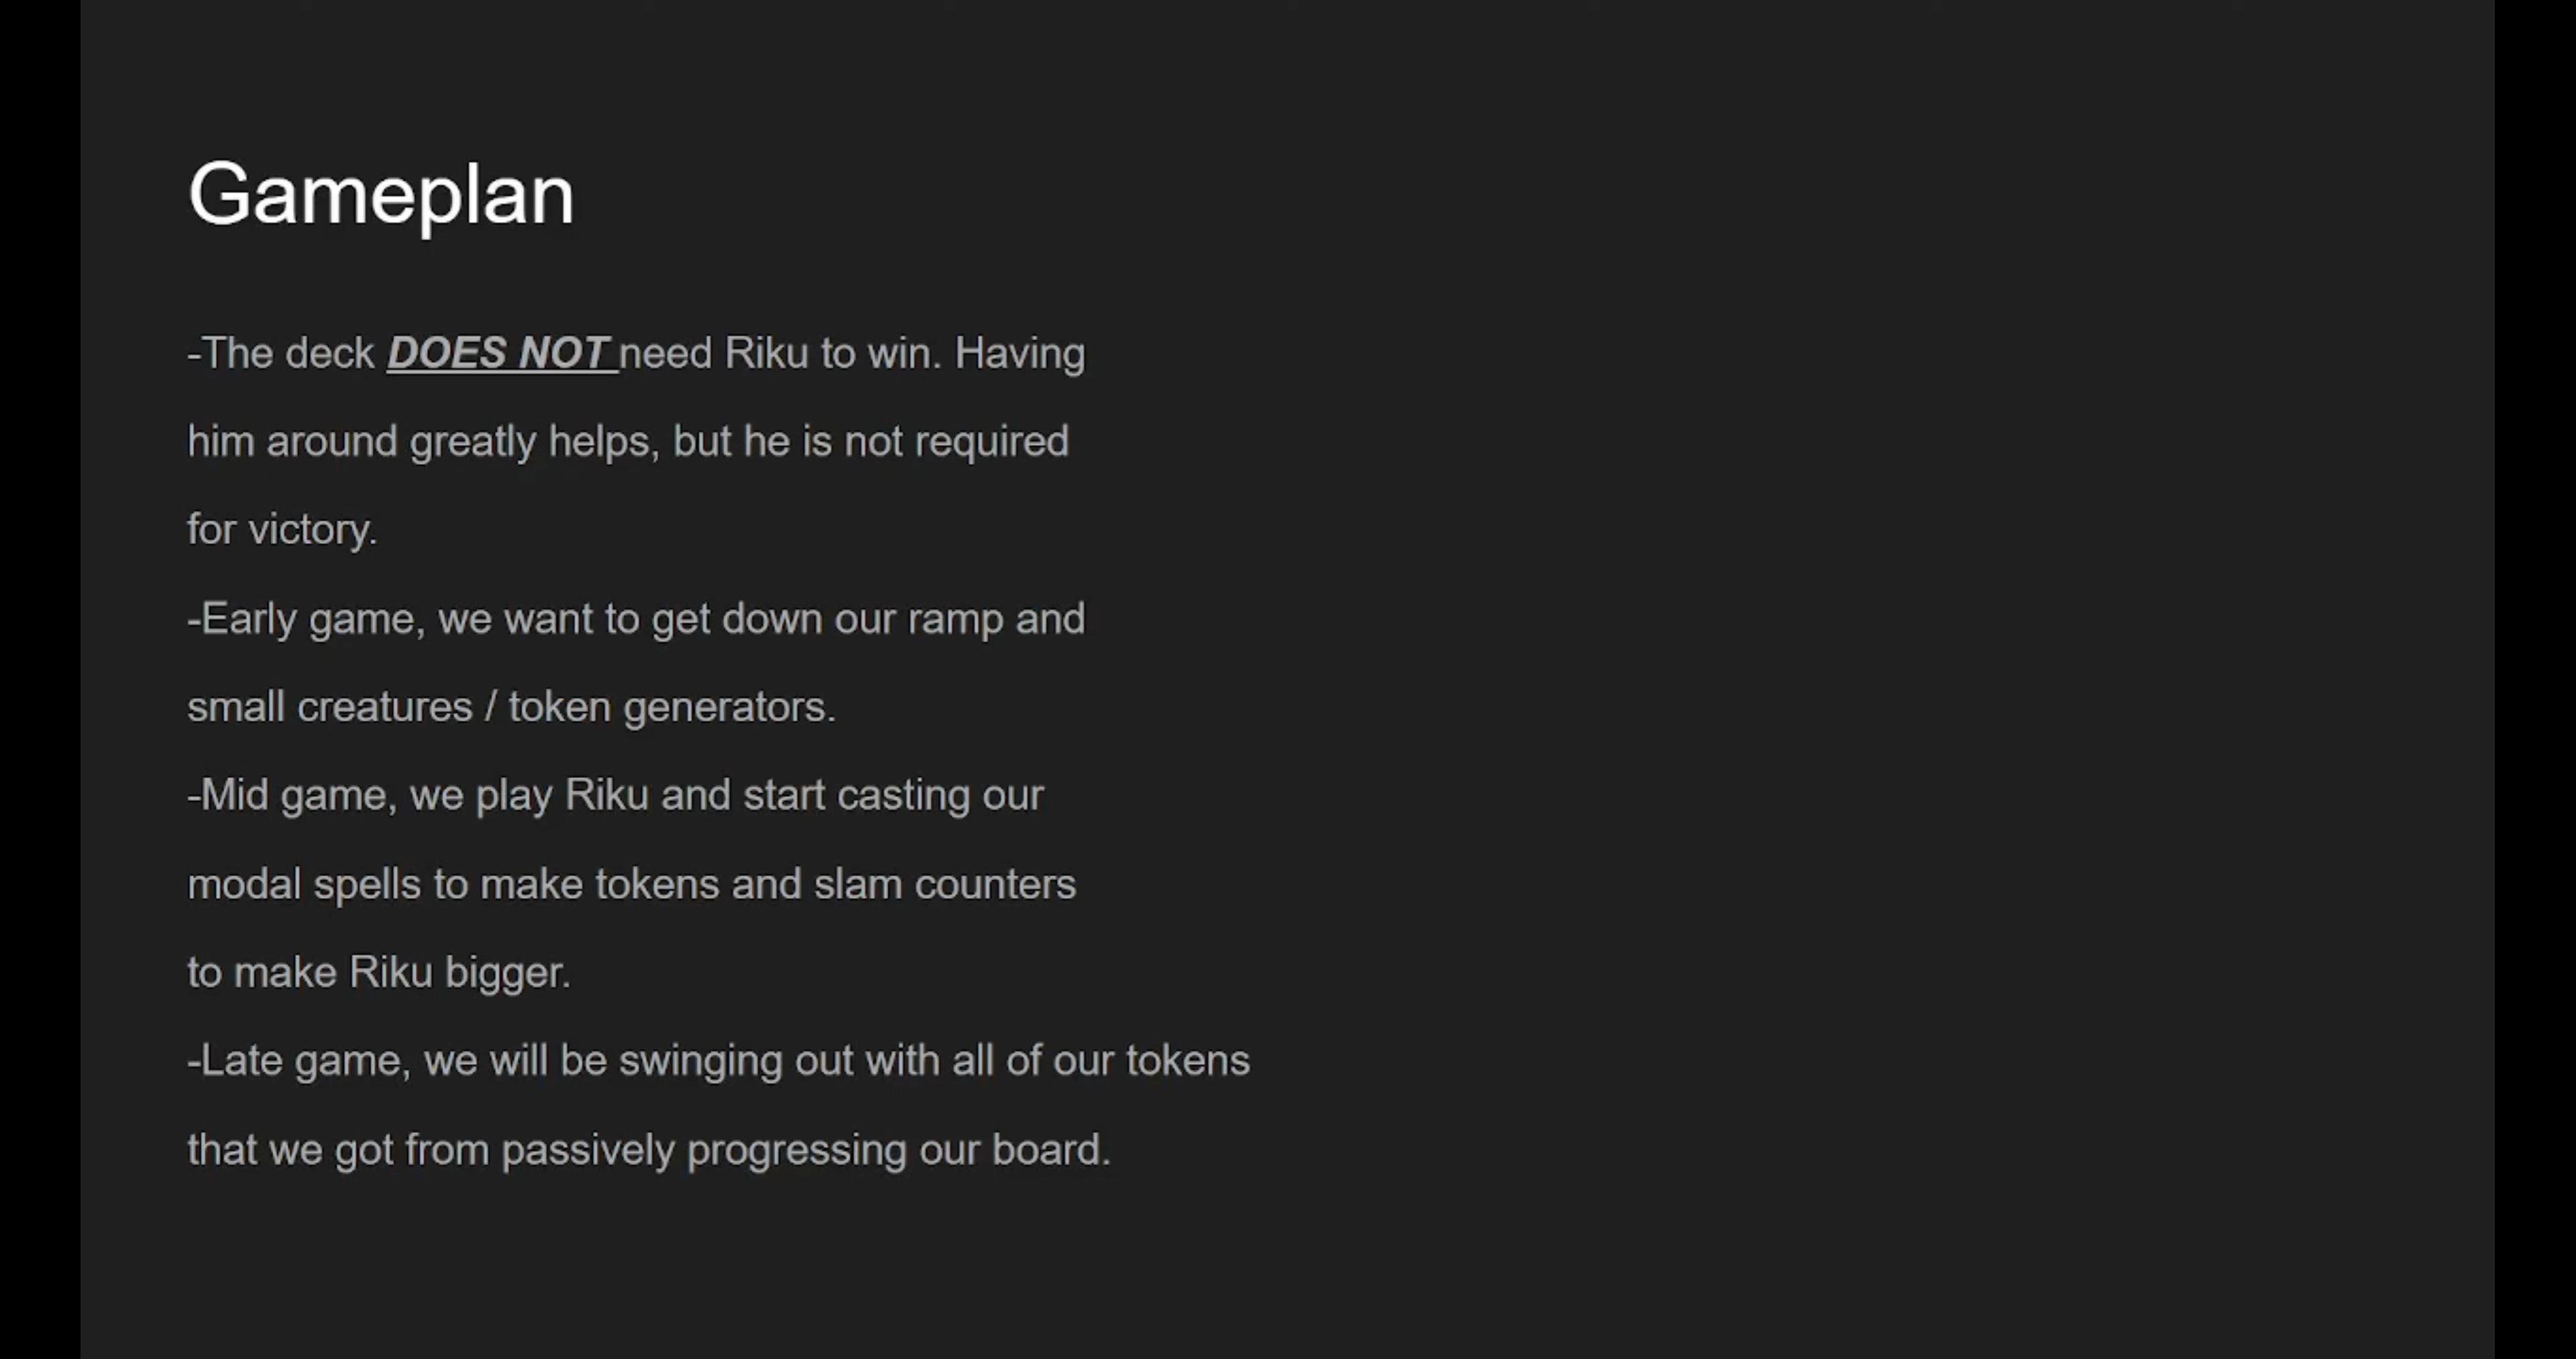 Gameplan
-The deck DOES NOT need Riku to win. Having
him around greatly helps, but he is not required
for victory.
-Early game, we want to get down our ramp and
small creatures / token generators.
-Mid game, we play Riku and start casting our
modal spells to make tokens and slam counters
to make Riku bigger.
-Late game, we will be swinging out with all of our tokens
that we got from passively progressing our board.